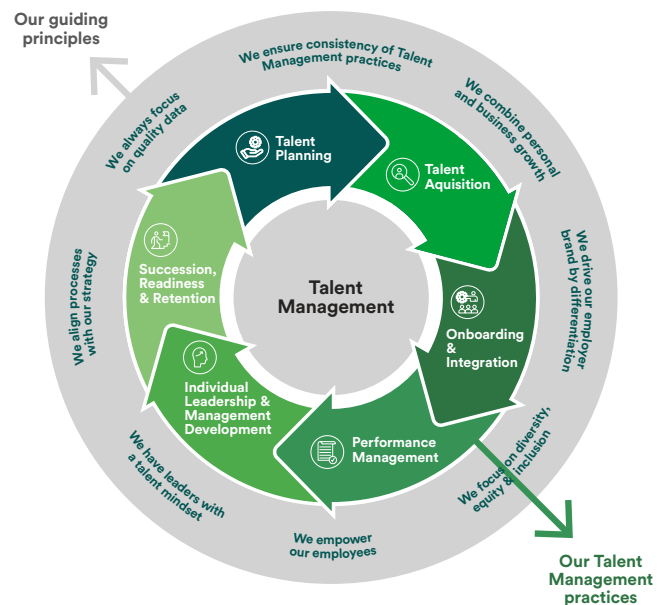 Our guiding
principles
We ensure consistency of Talent
Management practices
We combine personal
and business growth
We drive our employer
brand by differentiation
We focus on diversity,
equity & inclusion
We empower
our employees
We have leaders with
a talent mindset
We align processes
with our strategy
We always focus
on quality data
Talent
Planning
Talent
Aquisition
Onboarding
&
Integration
Performance
Management
Individual
Leadership &
Management
Development
Succession,
Readiness
& Retention
Talent
Management
Our Talent
Management
practices